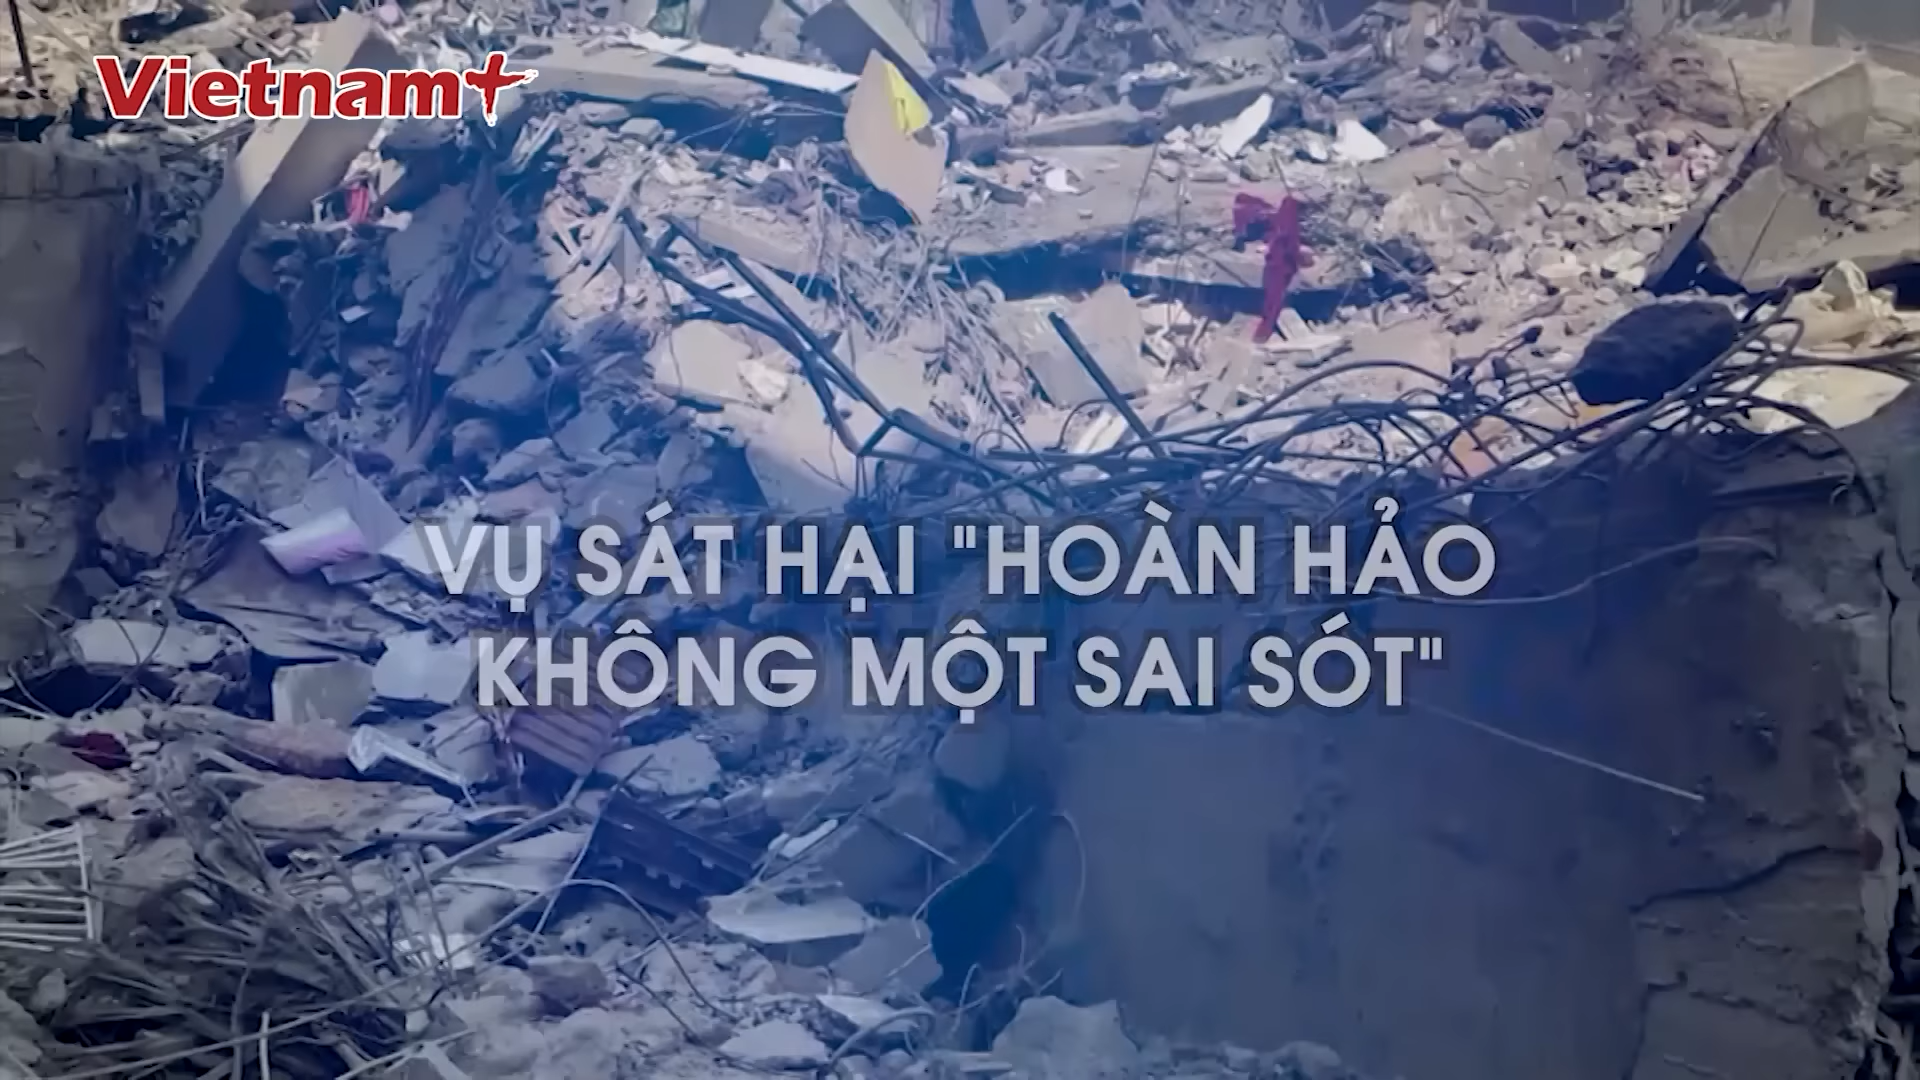 Vietnam+
VỤ SÁT HẠI "HOÀN HẢO
KHÔNG MỘT SAI SÓT"